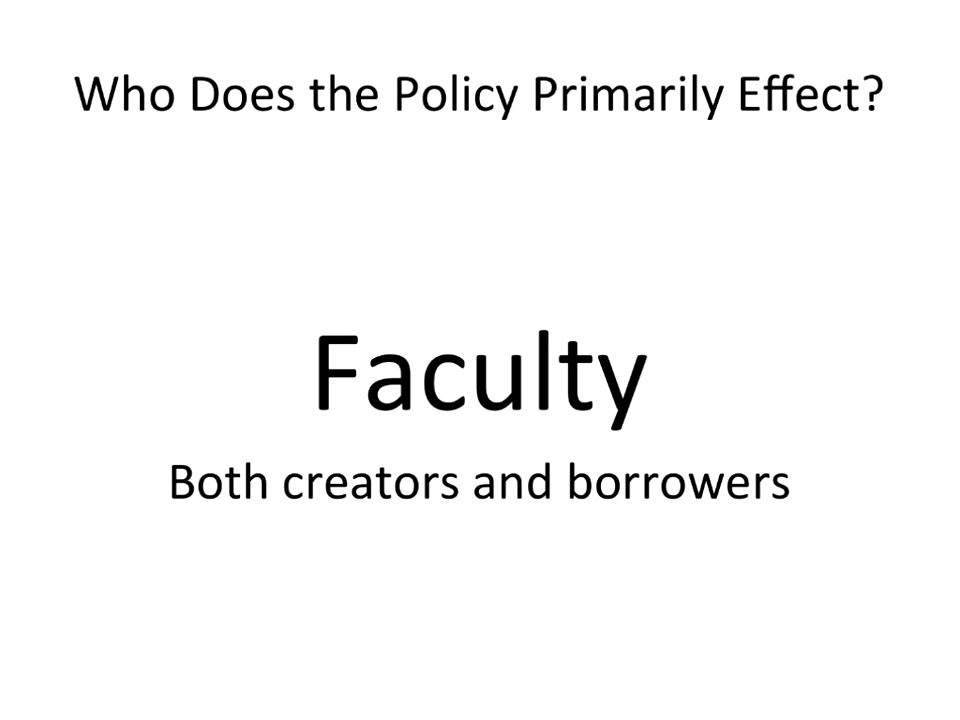 Who Does the Policy Primarily Effect?
Faculty
Both creators and borrowers